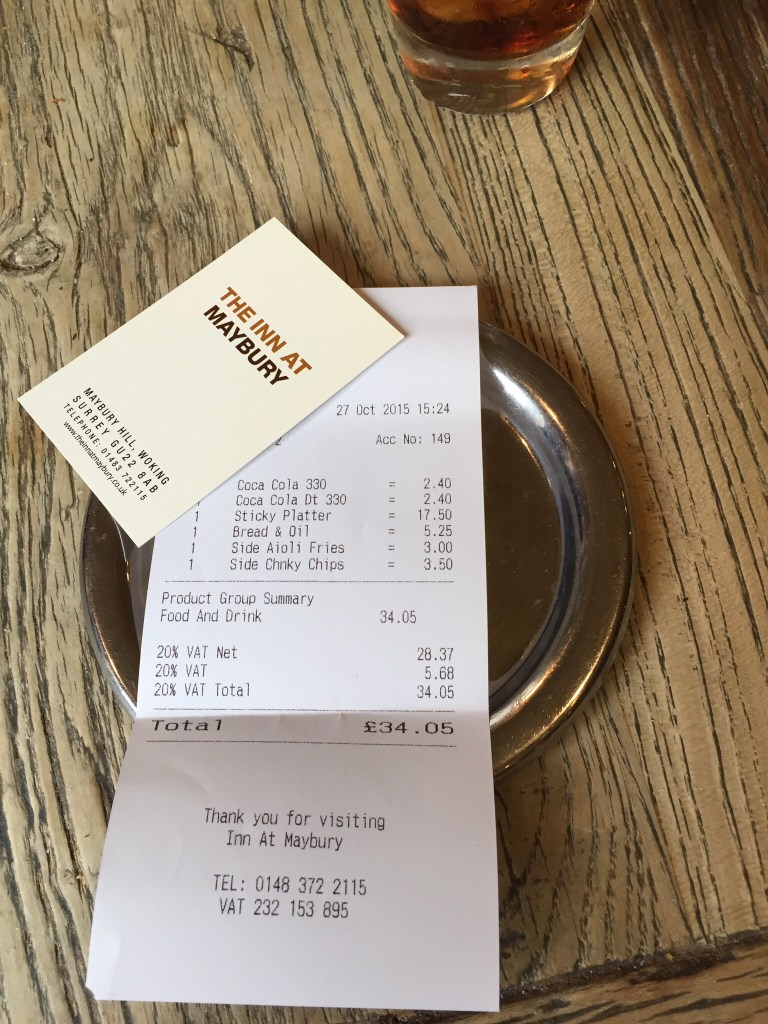 THE INN AT
MAYBURY
MAYBURY HILL, WOKING
SURREY GU22 8AB
TELEPHONE: 01483 722115
www.theinnatmaybury.co.uk
27 Oct 2015 15:24
Acc No: 149
Coca Cola 330 = 2.40
Coca Cola Dt 330 = 2.40
1 Sticky Platter = 17.50
1 Bread & Oil = 5.25
1 Side Aioli Fries = 3.00
1 Side Chnky Chips = 3.50
Product Group Summary
Food And Drink 34.05
20% VAT Net 28.37
20% VAT 5.68
20% VAT Total 34.05
Total £34.05
Thank you for visiting
Inn At Maybury
TEL: 0148 372 2115
VAT 232 153 895